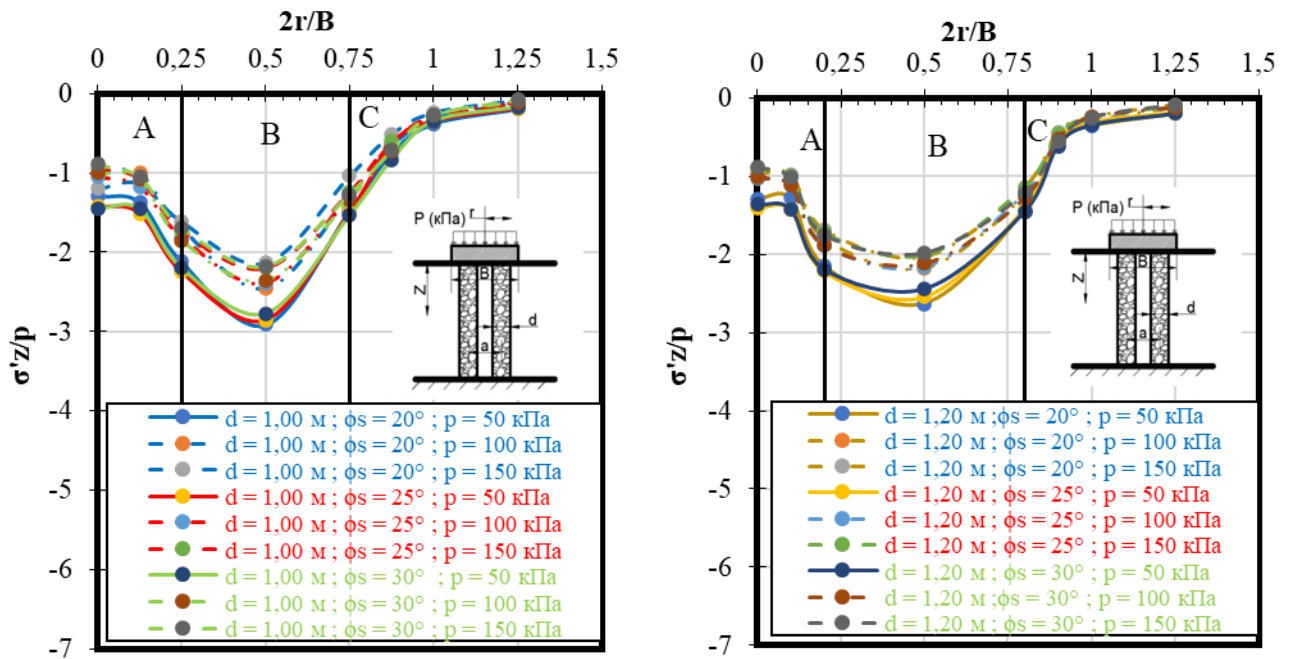 2r/B
0 0,25 0,5 0,75 1 1,25 1,5
0
-1
-2
-3
-4
-5
-6
-7
σ'z/p
A
B
C
P (кПа) r
B
Z
d
a
d = 1,00 м ; ϕs = 20° ; p = 50 кПа
d = 1,00 м ; ϕs = 20° ; p = 100 кПа
d = 1,00 м ; ϕs = 20° ; p = 150 кПа
d = 1,00 м ; ϕs = 25° ; p = 50 кПа
d = 1,00 м ; ϕs = 25° ; p = 100 кПа
d = 1,00 м ; ϕs = 25° ; p = 150 кПа
d = 1,00 м ; ϕs = 30° ; p = 50 кПа
d = 1,00 м ; ϕs = 30° ; p = 100 кПа
d = 1,00 м ; ϕs = 30° ; p = 150 кПа
2r/B
0 0,25 0,5 0,75 1 1,25 1,5
0
-1
-2
-3
-4
-5
-6
-7
σ'z/p
A
B
C
P (кПа) r
B
Z
d
a
d = 1,20 м ;ϕs = 20° ; p = 50 кПа
d = 1,20 м ; ϕs = 20° ; p = 100 кПа
d = 1,20 м ; ϕs = 20° ; p = 150 кПа
d = 1,20 м ; ϕs = 25° ; p = 50 кПа
d = 1,20 м ; ϕs = 25° ; p = 100 кПа
d = 1,20 м ; ϕs = 25° ; p = 150 кПа
d = 1,20 м ; ϕs = 30° ; p = 50 кПа
d = 1,20 м ;ϕs = 30° ; p = 100 кПа
d = 1,20 м ; ϕs = 30° ; p = 150 кПа